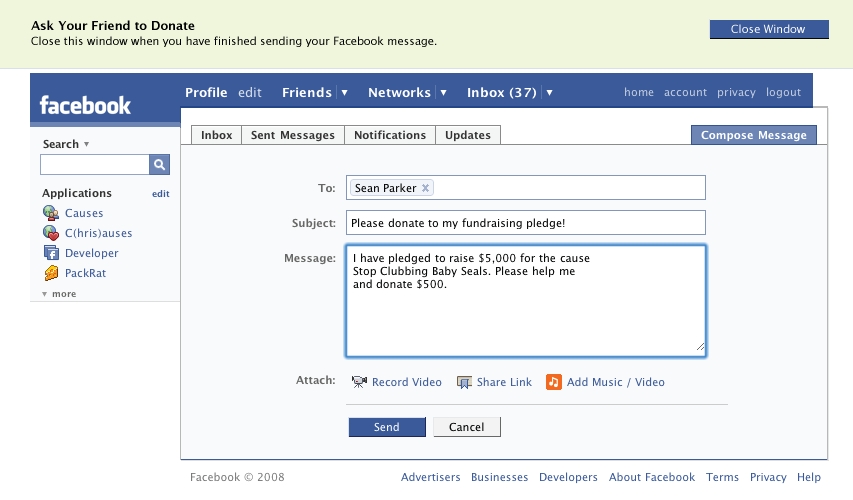 Ask Your Friend to Donate
Close this window when you have finished sending your Facebook message.
Close Window
facebook
Profile edit Friends Networks Inbox (37) home account privacy logout
Search
Applications edit
Causes
C(hris)auses
Developer
PackRat
more
Inbox Sent Messages Notifications Updates Compose Message
To: Sean Parker x
Subject: Please donate to my fundraising pledge!
Message: I have pledged to raise $5,000 for the cause
Stop Clubbing Baby Seals. Please help me
and donate $500.
Attach: Record Video Share Link Add Music / Video
Send Cancel
Facebook © 2008 Advertisers Businesses Developers About Facebook Terms Privacy Help